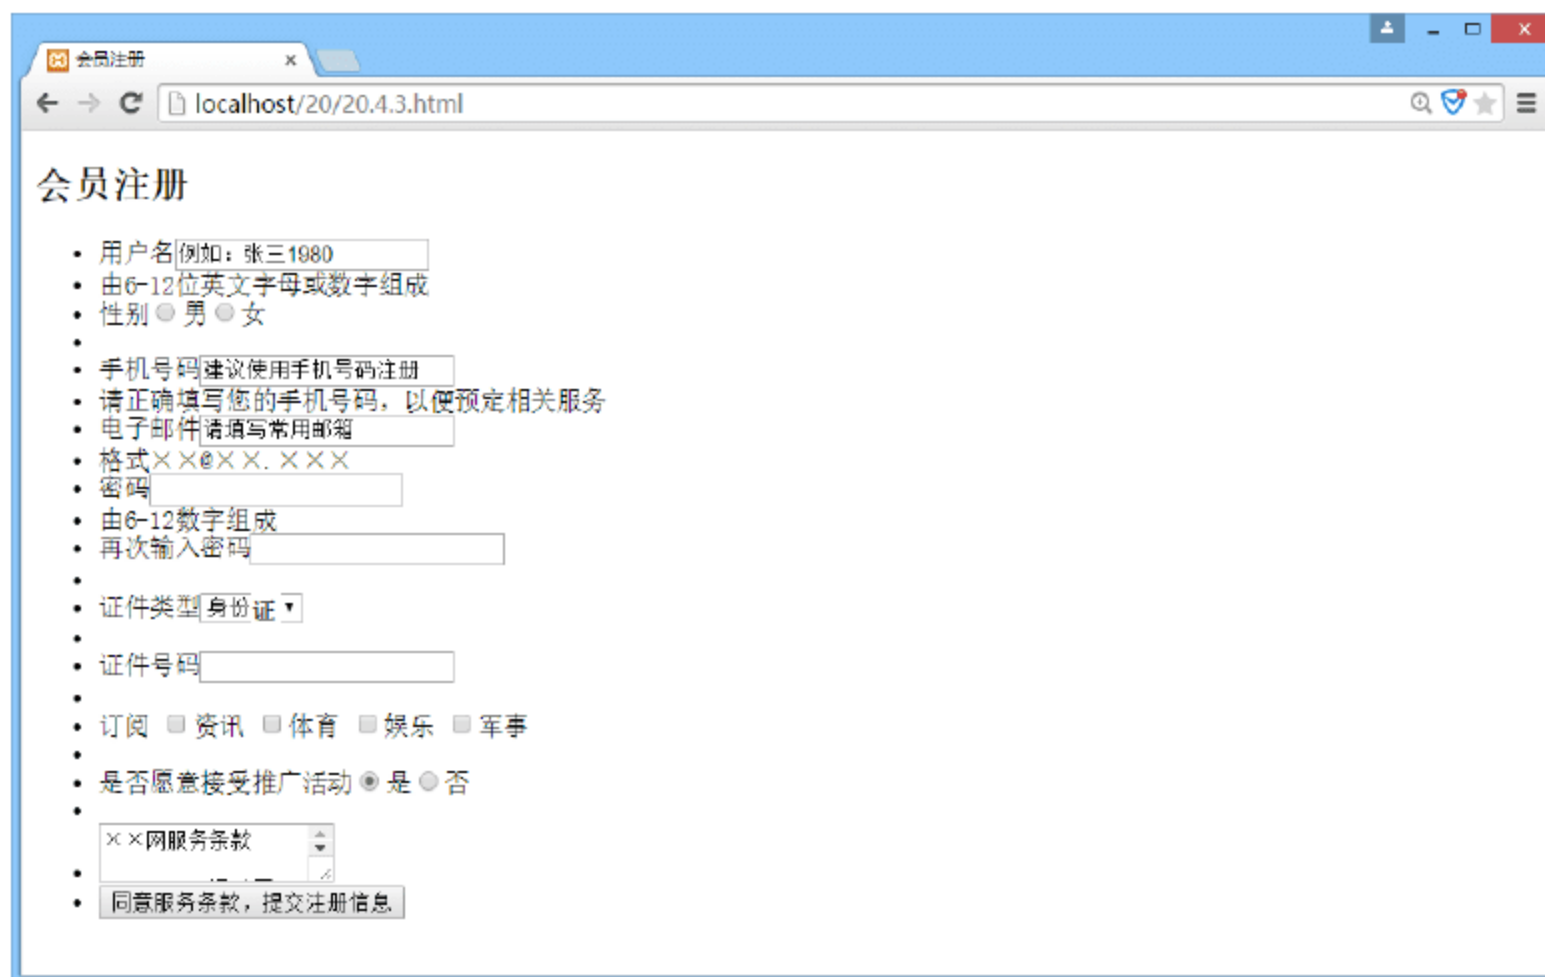 会员注册
localhost/20/20.4.3.html
会员注册
用户名 例如：张三1980
由6-12位英文字母或数字组成
性别 男 女
手机号码 建议使用手机号码注册
请正确填写您的手机号码，以便预定相关服务
电子邮件 请填写常用邮箱
格式××@××.×××
密码
由6-12数字组成
再次输入密码
证件类型 身份证
证件号码
订阅 资讯 体育 娱乐 军事
是否愿意接受推广活动 是 否
××网服务条款
同意服务条款，提交注册信息